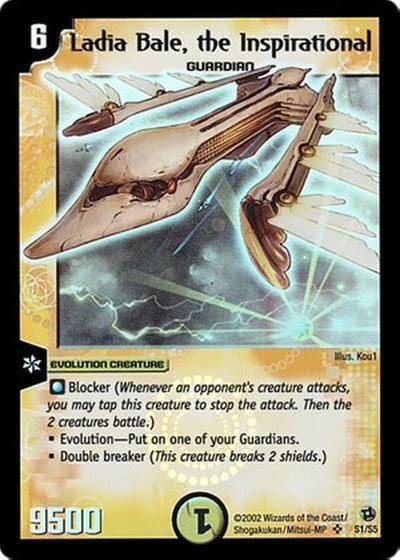 6
Ladia Bale, the Inspirational
GUARDIAN
Illus. Kou1
EVOLUTION CREATURE
Blocker (Whenever an opponent's creature attacks,
you may tap this creature to stop the attack. Then the
2 creatures battle.)
▪ Evolution—Put on one of your Guardians.
▪ Double breaker (This creature breaks 2 shields.)
9500
1
©2002 Wizards of the Coast/
Shogakukan/Mitsui-MP S1/S5